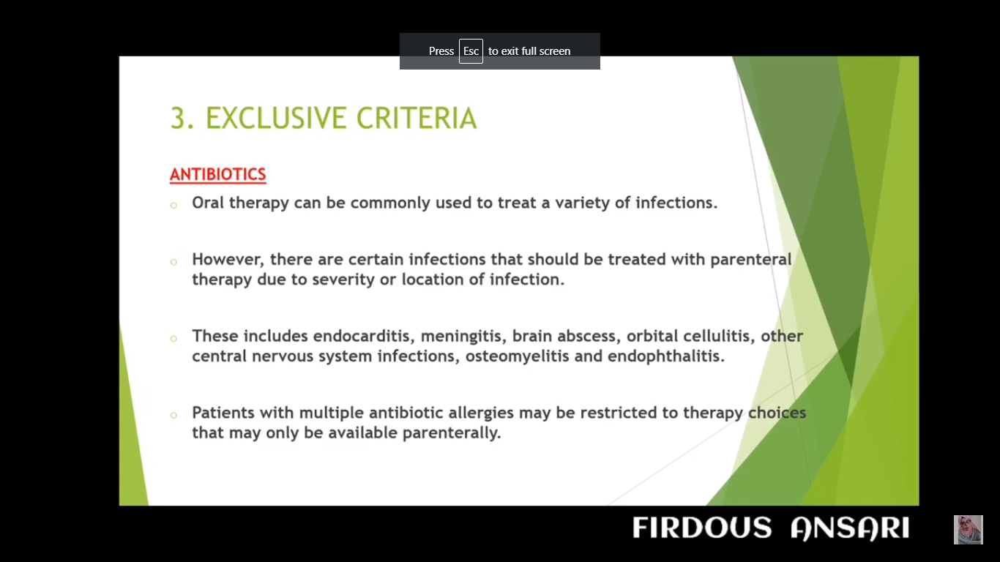 Press Esc to exit full screen
3. EXCLUSIVE CRITERIA
ANTIBIOTICS
Oral therapy can be commonly used to treat a variety of infections.
However, there are certain infections that should be treated with parenteral
therapy due to severity or location of infection.
These includes endocarditis, meningitis, brain abscess, orbital cellulitis, other
central nervous system infections, osteomyelitis and endophthalitis.
Patients with multiple antibiotic allergies may be restricted to therapy choices
that may only be available parenterally.
FIRDOUS ANSARI